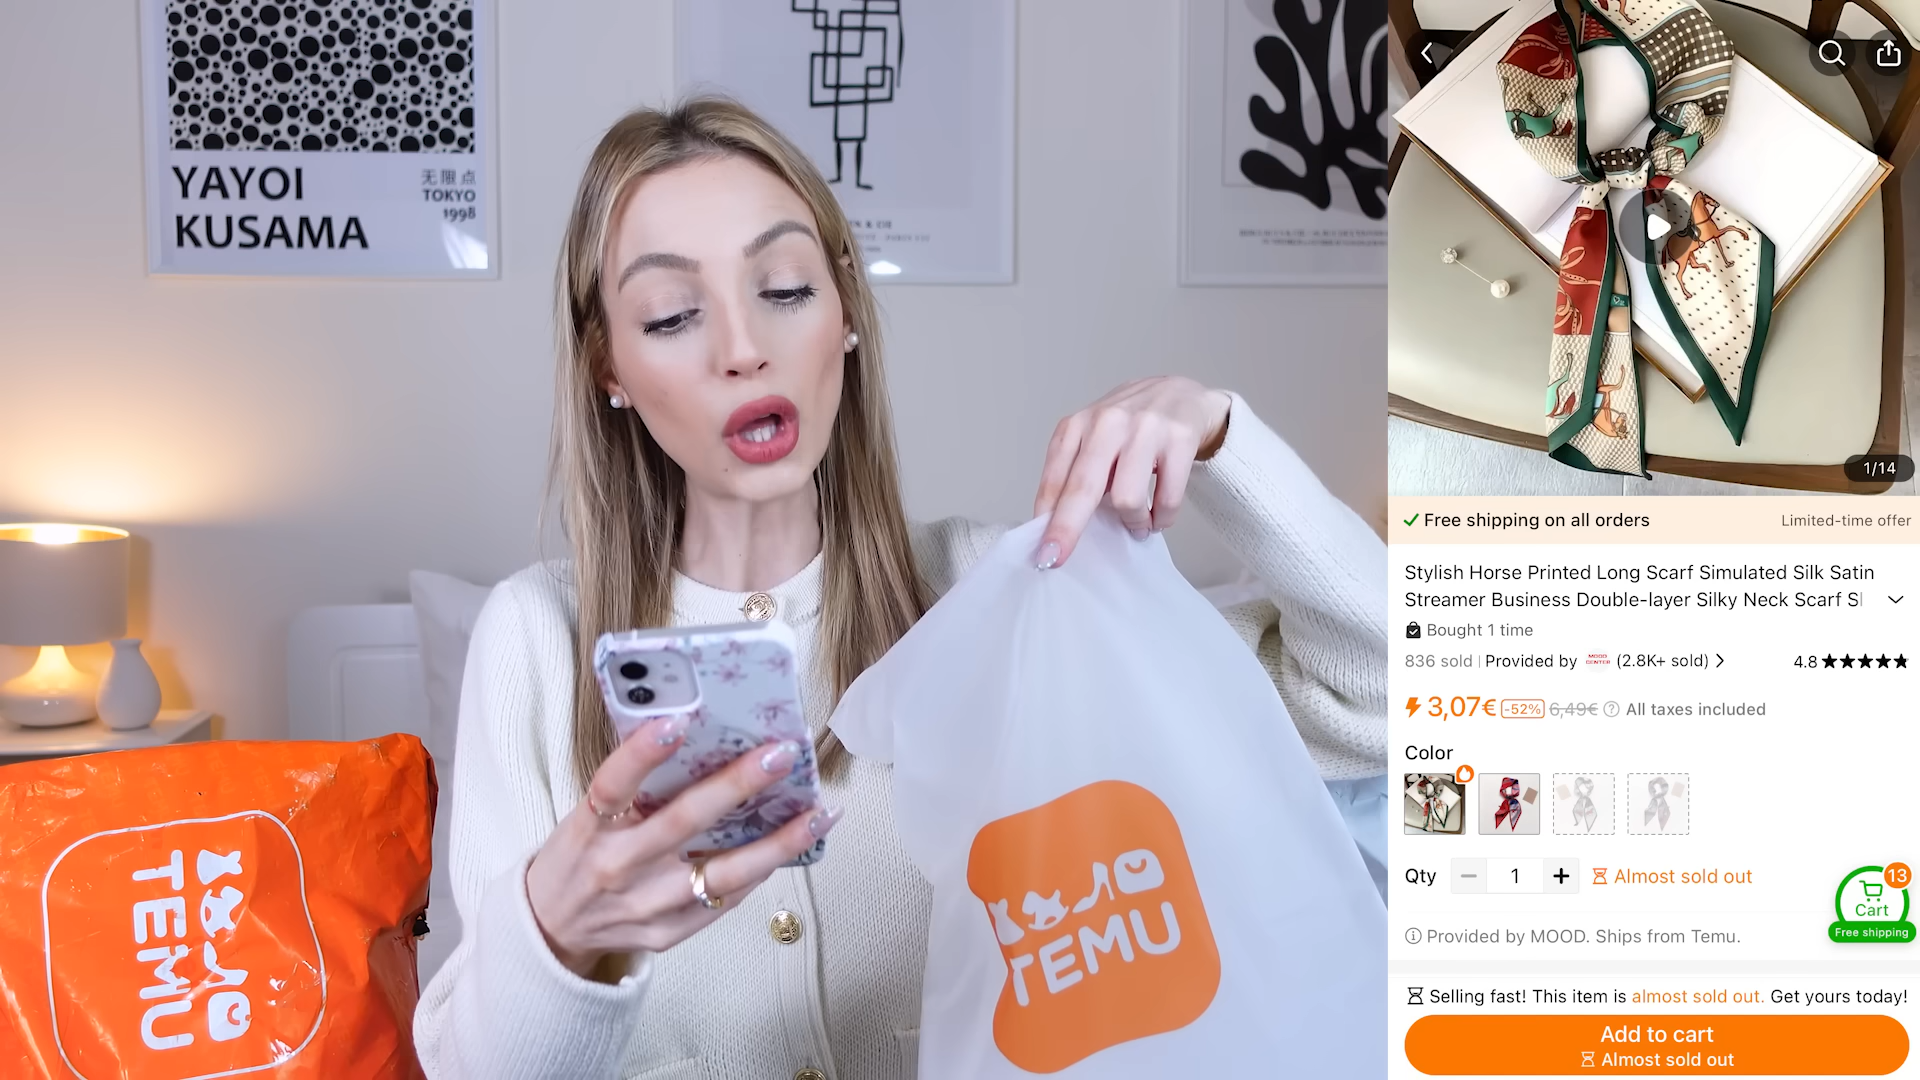 YAYOI
KUSAMA
无限点
TOKYO
1998
TEMU
TEMU
1/14
Free shipping on all orders
Limited-time offer
Stylish Horse Printed Long Scarf Simulated Silk Satin
Streamer Business Double-layer Silky Neck Scarf S
Bought 1 time
836 sold | Provided by MOOD CENTER (2.8K+ sold)
4.8
3,07€ -52% 6,49€ ? All taxes included
Color
Qty
1
Almost sold out
13
Cart
Free shipping
Provided by MOOD. Ships from Temu.
Selling fast! This item is almost sold out. Get yours today!
Add to cart
Almost sold out